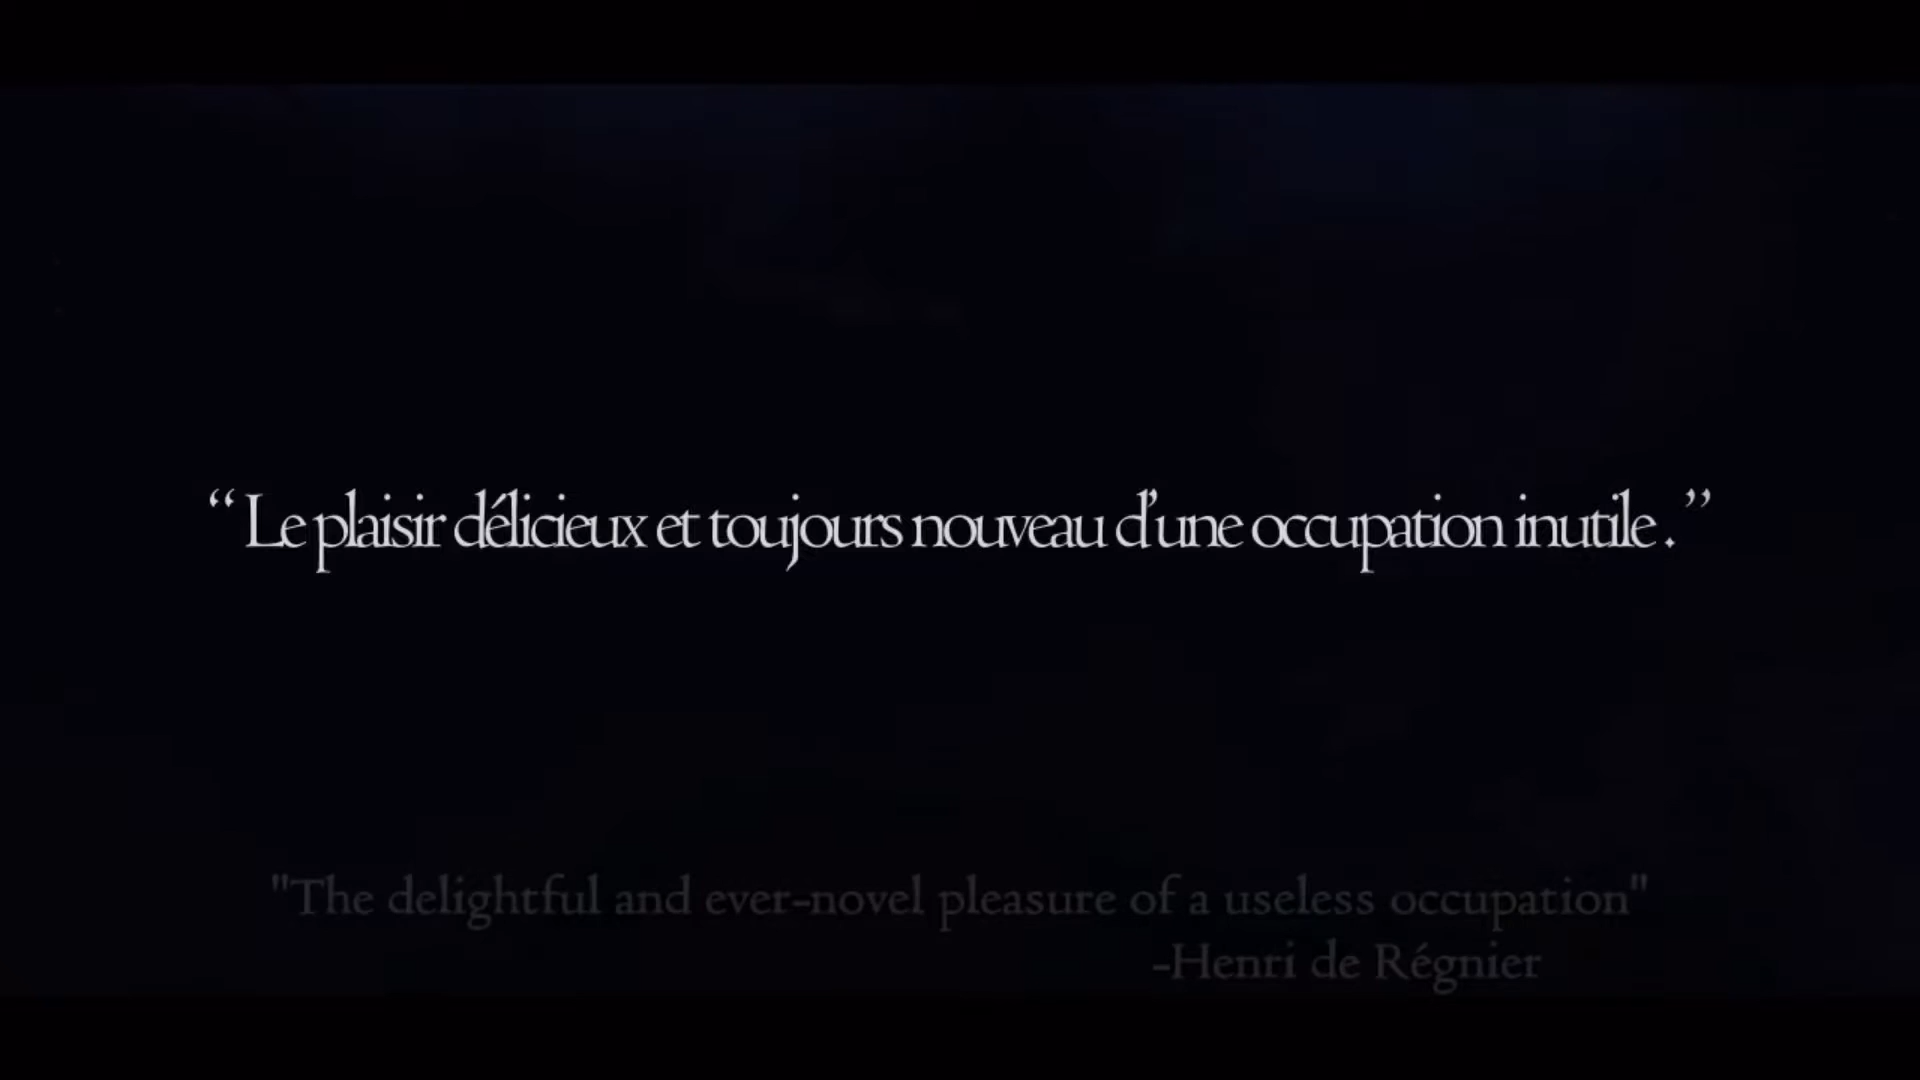 “Le plaisir délicieux et toujours nouveau d’une occupation inutile.”
"The delightful and ever-novel pleasure of a useless occupation"
-Henri de Régnier